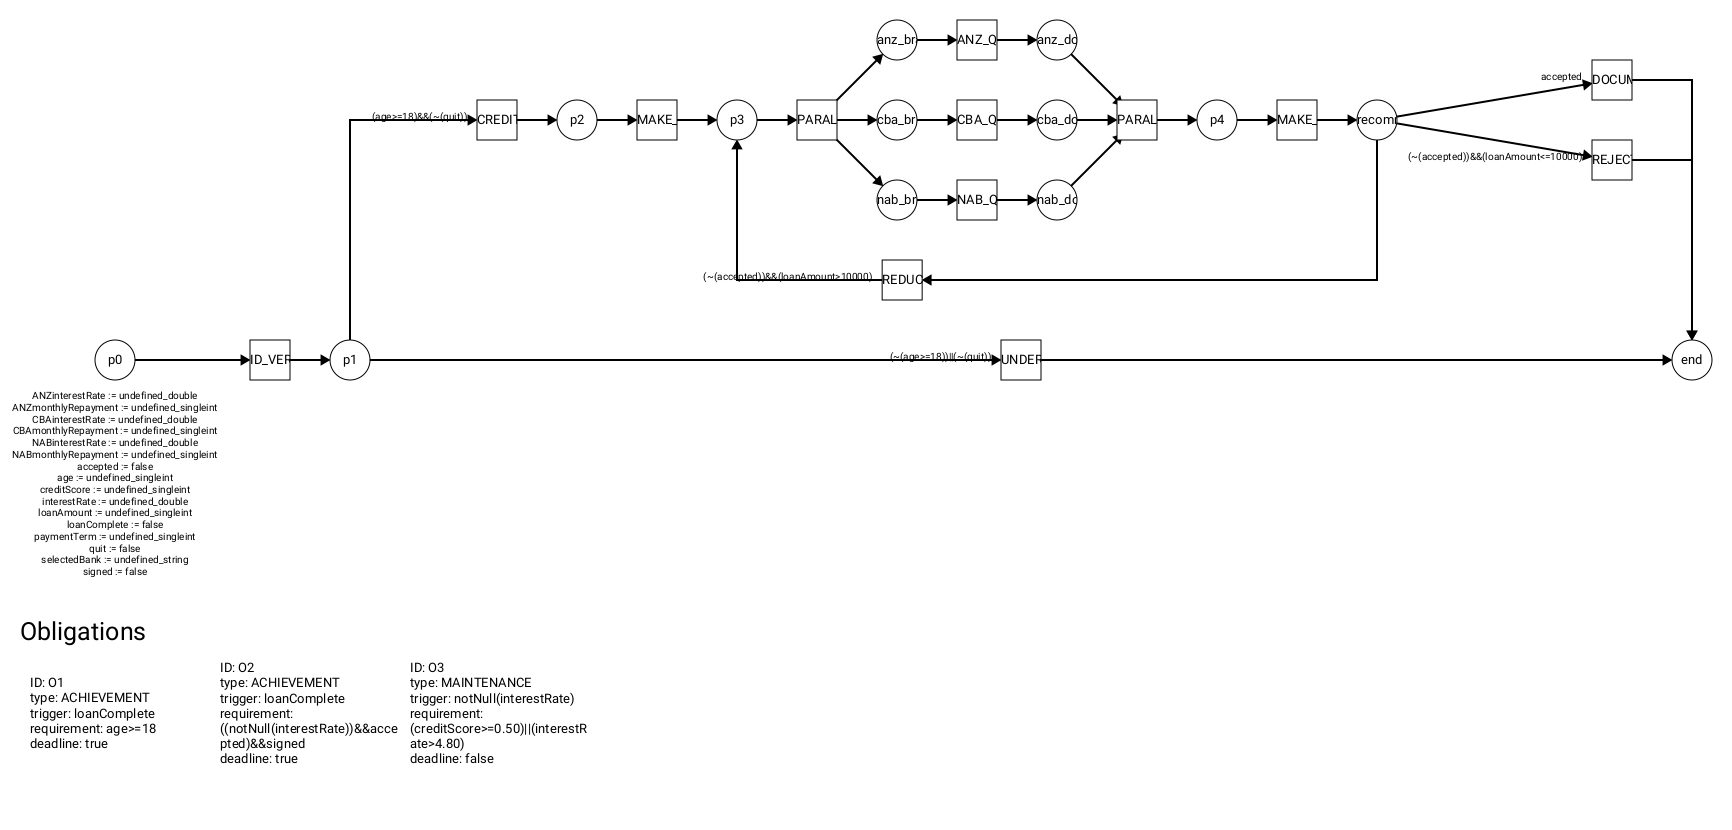 anz_br
ANZ_Q
anz_do
accepted
DOCUM
(age>=18)&&(~(quit))
CREDIT
p2
MAKE_
p3
PARAL
cba_br
CBA_Q
cba_do
PARAL
p4
MAKE_
recom
(~(accepted))&&(loanAmount<=10000)
REJECT
nab_br
NAB_Q
nab_do
(~(accepted))&&(loanAmount>10000)
REDUC
p0
ID_VER
p1
(~(age>=18))||(~(quit))
UNDER
end
ANZinterestRate := undefined_double
ANZmonthlyRepayment := undefined_singleint
CBAinterestRate := undefined_double
CBAmonthlyRepayment := undefined_singleint
NABinterestRate := undefined_double
NABmonthlyRepayment := undefined_singleint
accepted := false
age := undefined_singleint
creditScore := undefined_singleint
interestRate := undefined_double
loanAmount := undefined_singleint
loanComplete := false
paymentTerm := undefined_singleint
quit := false
selectedBank := undefined_string
signed := false
Obligations
ID: O1
type: ACHIEVEMENT
trigger: loanComplete
requirement: age>=18
deadline: true
ID: O2
type: ACHIEVEMENT
trigger: loanComplete
requirement:
((notNull(interestRate))&&acce
pted)&&signed
deadline: true
ID: O3
type: MAINTENANCE
trigger: notNull(interestRate)
requirement:
(creditScore>=0.50)||(interestR
ate>4.80)
deadline: false